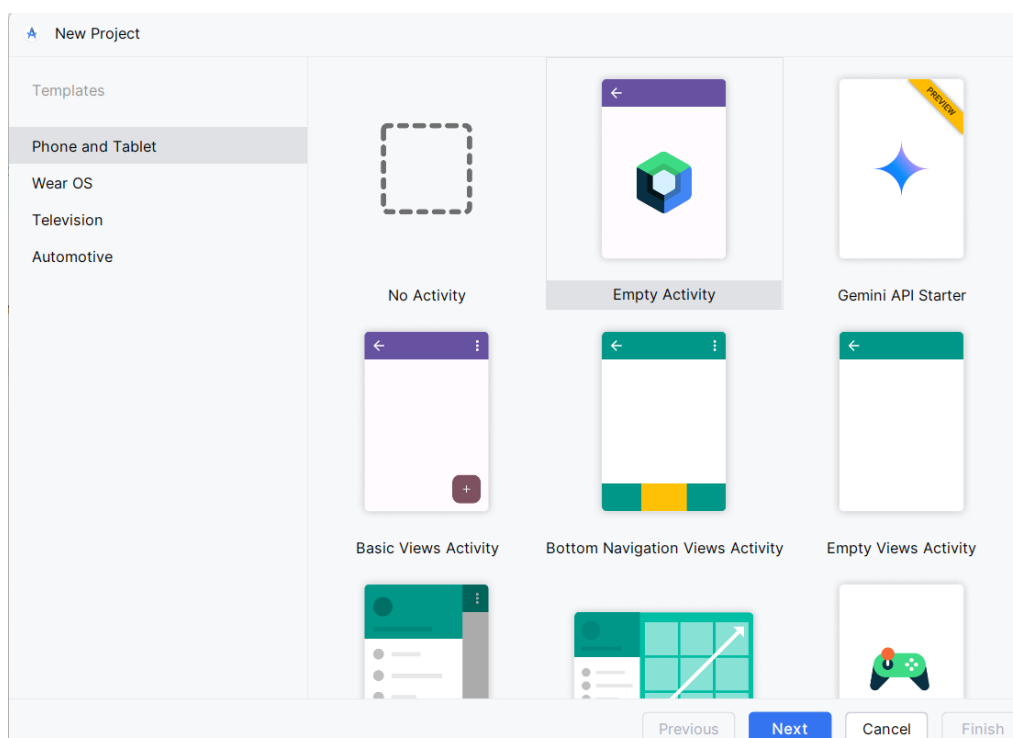 New Project
Templates
Phone and Tablet
Wear OS
Television
Automotive
PREVIEW
No Activity
Empty Activity
Gemini API Starter
Basic Views Activity
Bottom Navigation Views Activity
Empty Views Activity
Previous
Next
Cancel
Finish